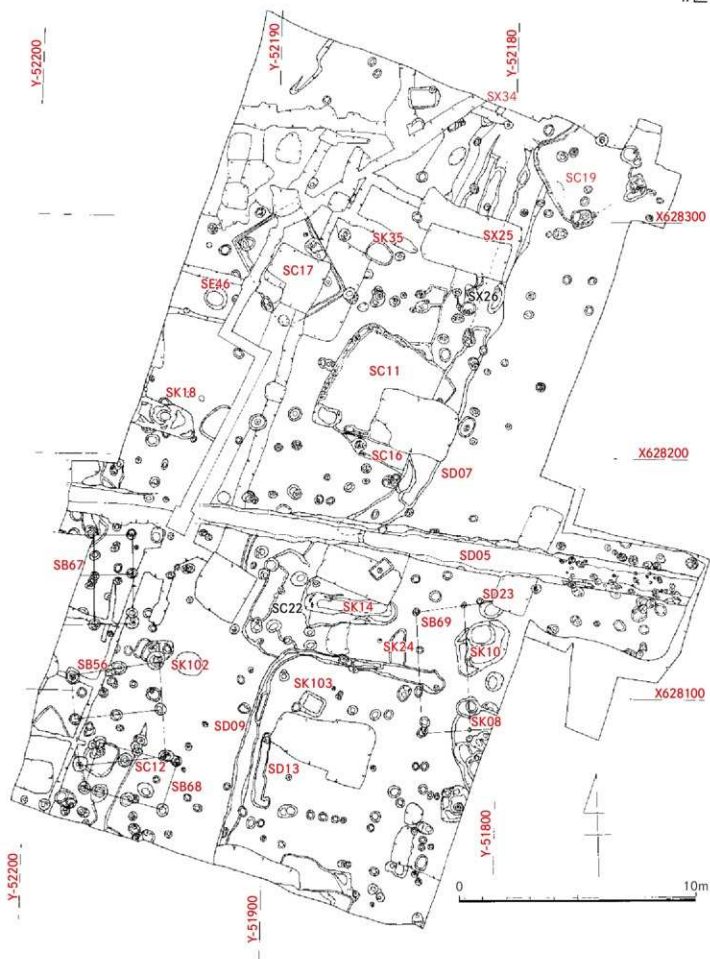 Y-52200
Y-52190
Y-52180
SX34
SC19
X628300
SK35
SX25
SC17
SE46
SX26
SC11
SK18
SC16
X628200
SD07
SD05
SB67
SD23
SC22
SK14
SB69
SK24
SK10
SB56
SK102
SK103
X628100
SD09
SK08
SC12
SD13
SB68
Y-51800
Y-52200
Y-51900
0
10m